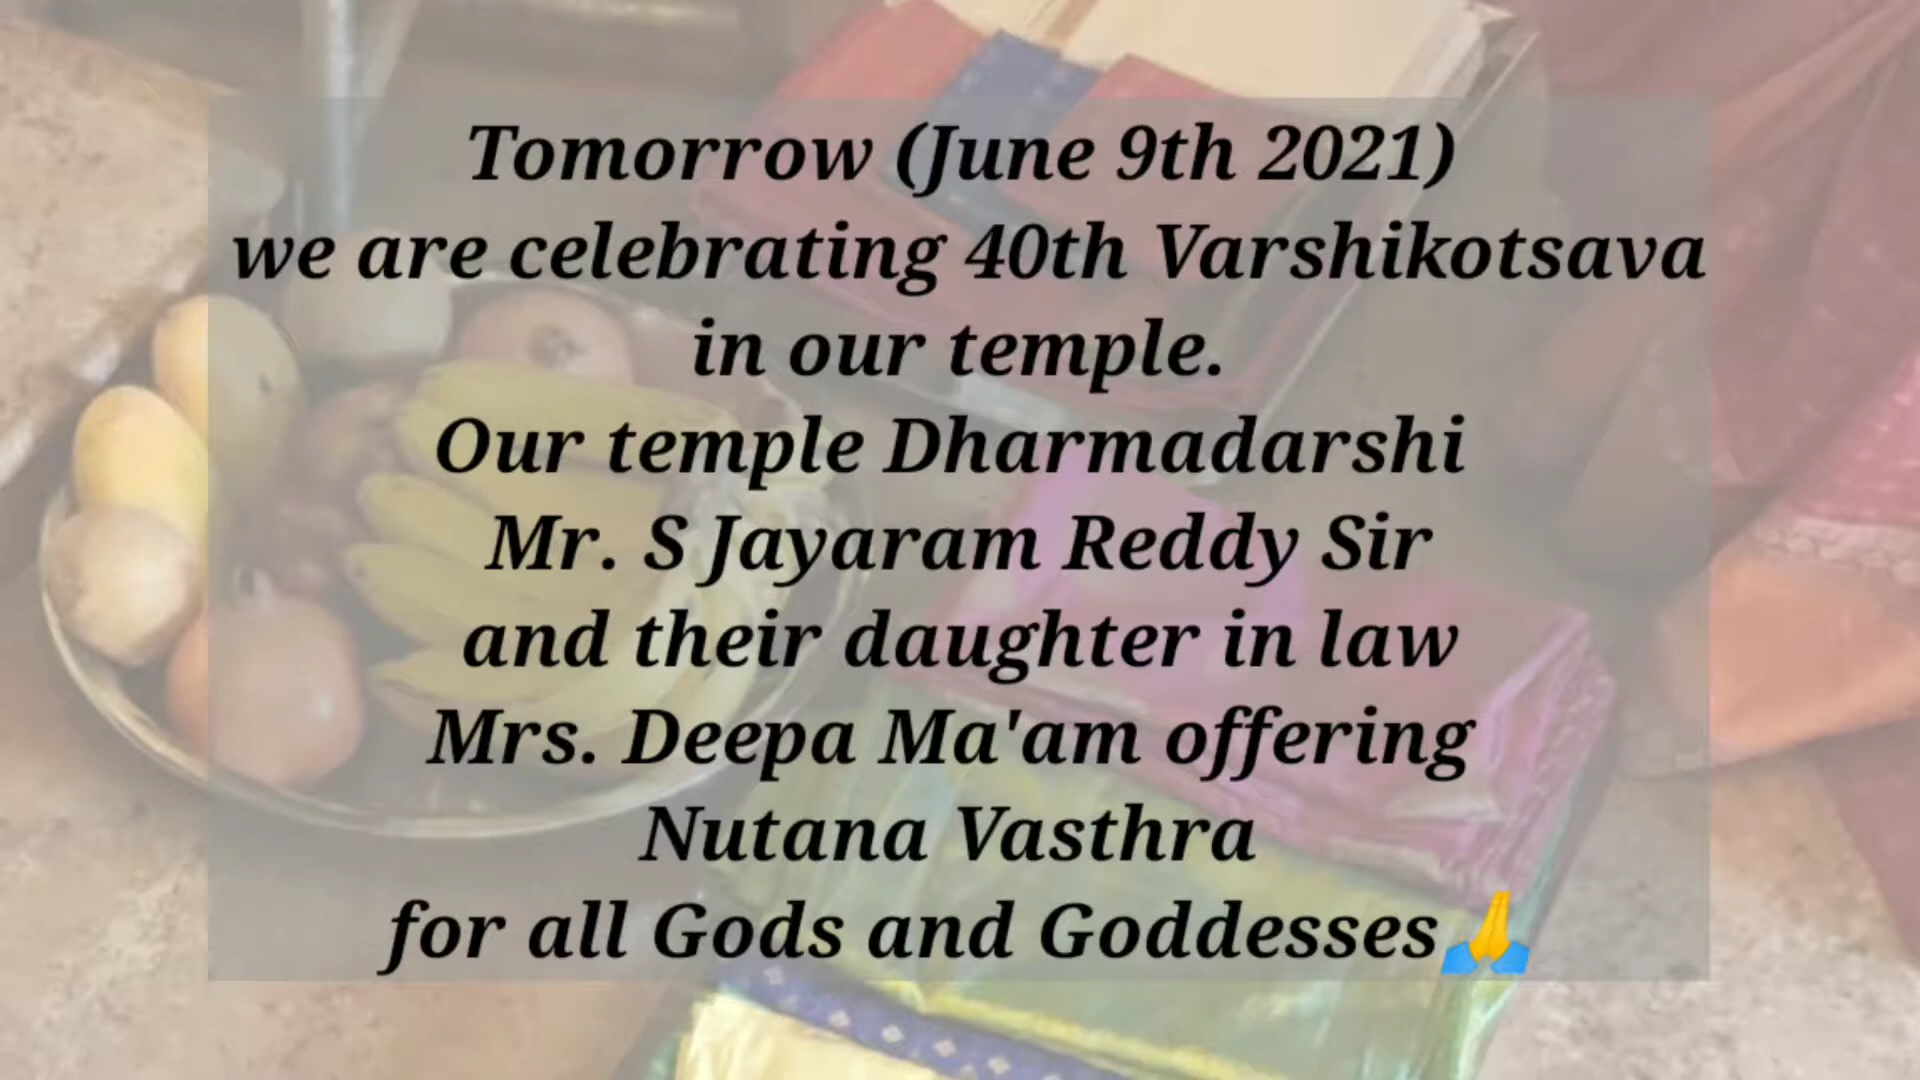 Tomorrow (June 9th 2021)
we are celebrating 40th Varshikotsava
in our temple.
Our temple Dharmadarshi
Mr. S Jayaram Reddy Sir
and their daughter in law
Mrs. Deepa Ma'am offering
Nutana Vasthra
for all Gods and Goddesses🙏